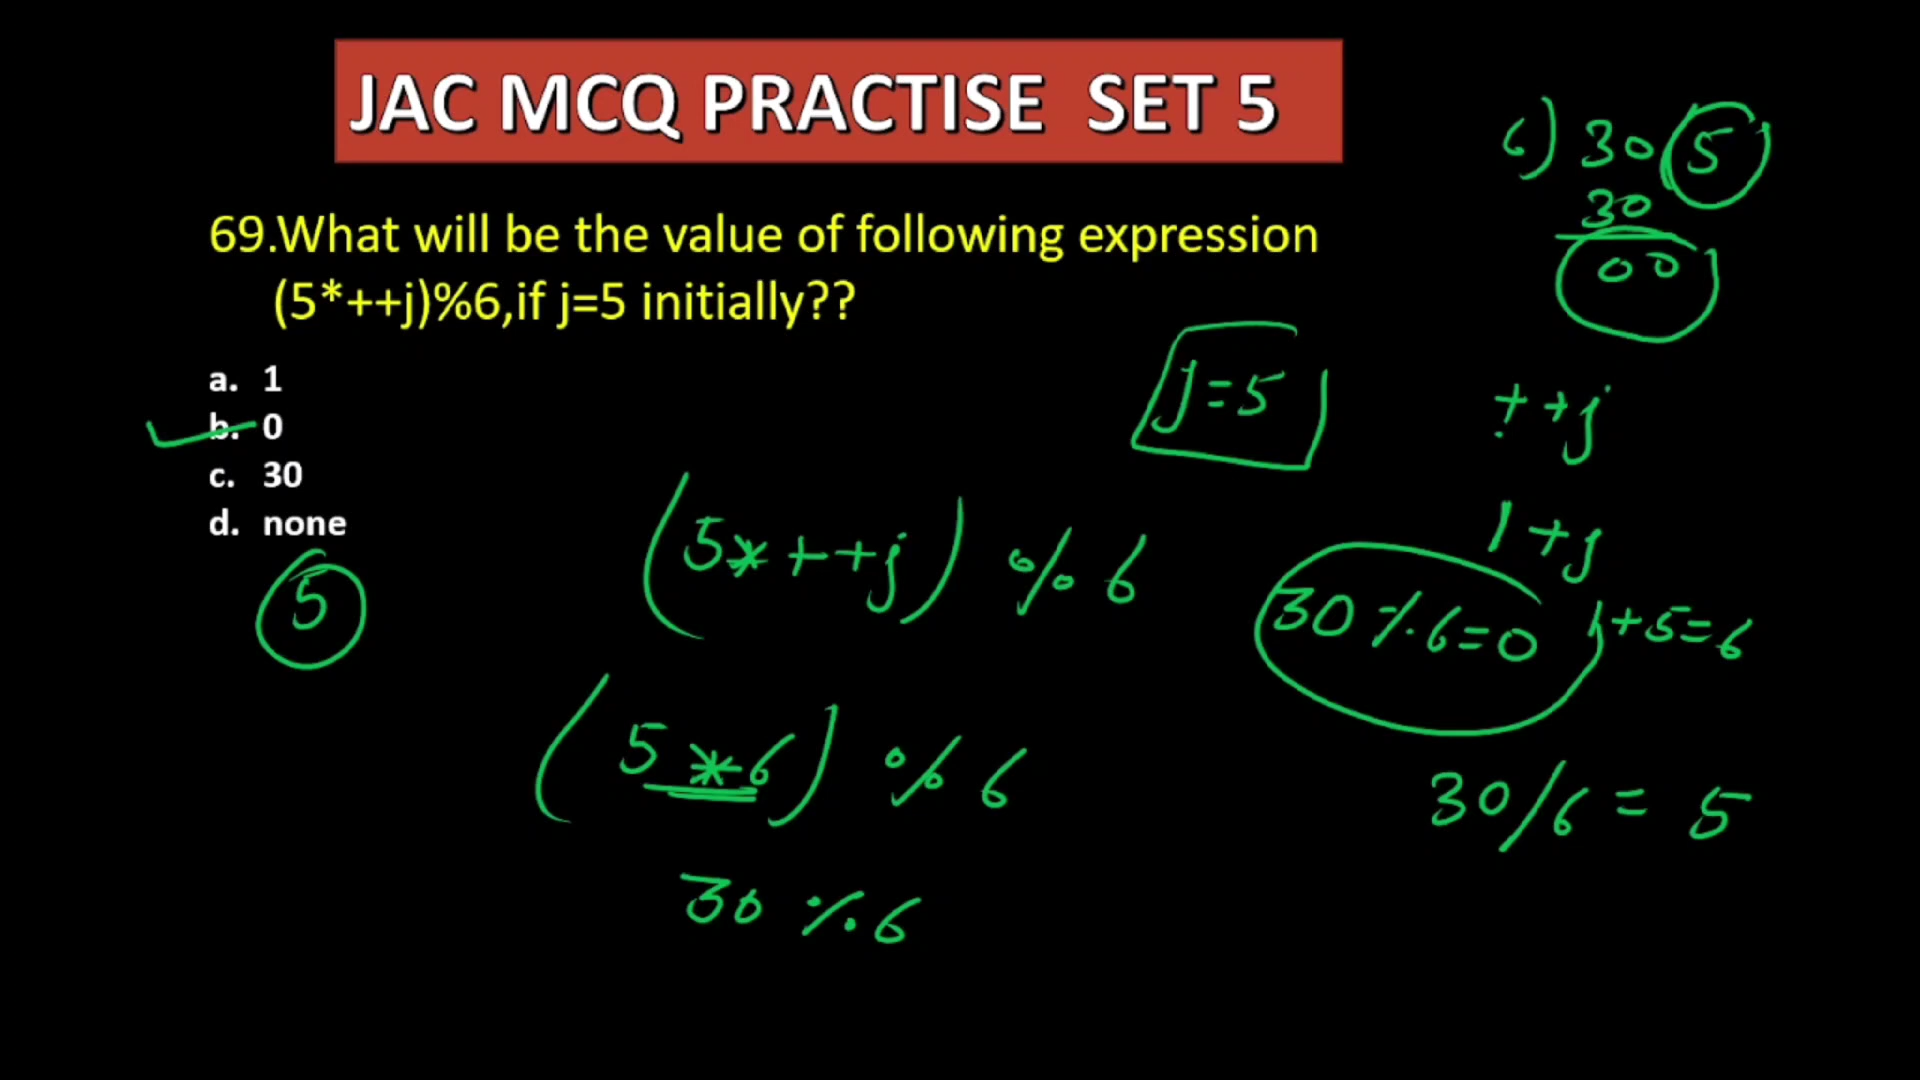 JAC MCQ PRACTISE SET 5
69.What will be the value of following expression
(5*++j)%6,if j=5 initially??
a. 1
b. 0
c. 30
d. none
5
6)30(5
30
00
j=5
++j
1+j
1+5=6
(5*++j)%6
30%6=0
(5*6)%6
30/6=5
30%6